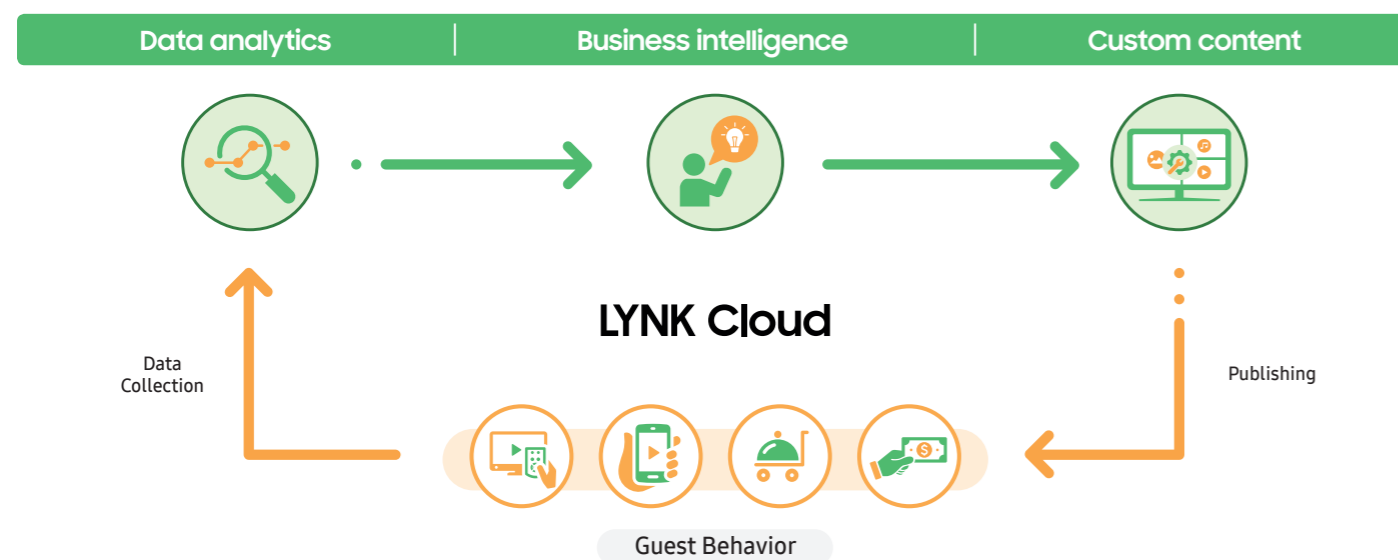 Data analytics
Business intelligence
Custom content
LYNK Cloud
Data
Collection
Publishing
Guest Behavior